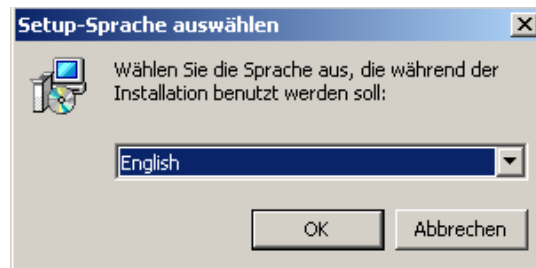 Setup-Sprache auswählen
Wählen Sie die Sprache aus, die während der
Installation benutzt werden soll:
English
OK
Abbrechen